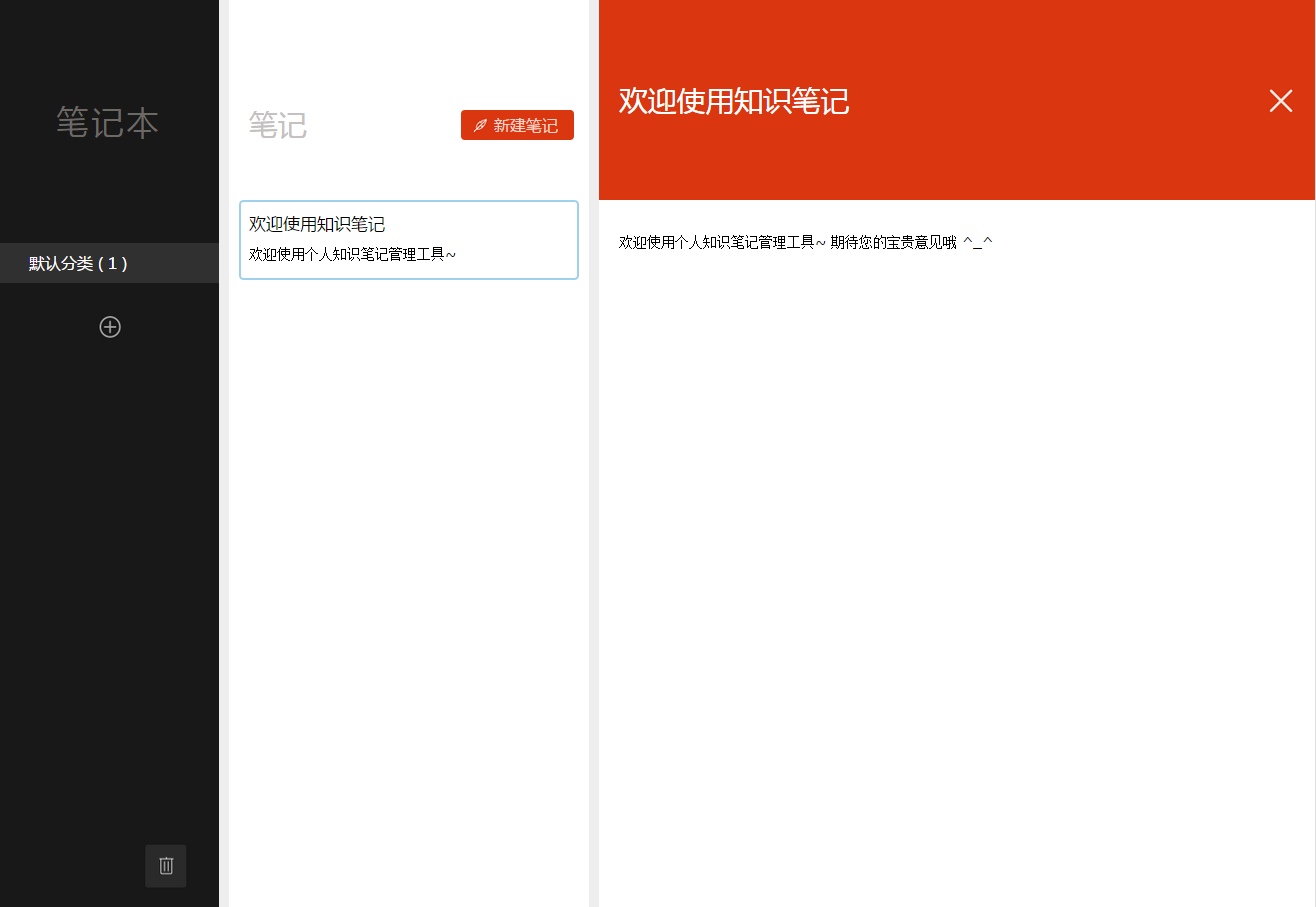 笔记本
默认分类 ( 1 )
笔记
新建笔记
欢迎使用知识笔记
欢迎使用个人知识笔记管理工具~
欢迎使用知识笔记
欢迎使用个人知识笔记管理工具~ 期待您的宝贵意见哦 ^_^